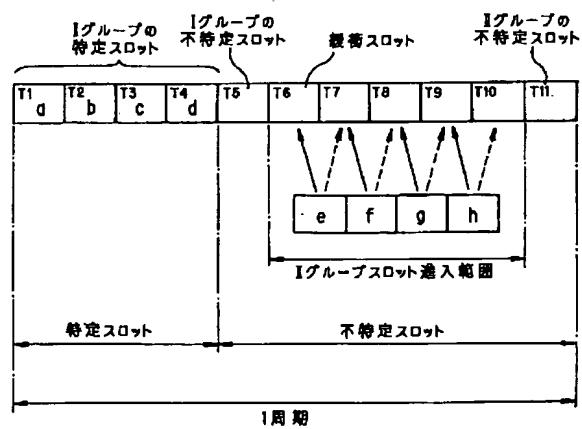 Iグループの
特定スロット
Iグループの
不特定スロット
緩衝スロット
IIグループの
不特定スロット
T1 T2 T3 T4 T5 T6 T7 T8 T9 T10 T11
a b c d
e f g h
IIグループスロット進入範囲
特定スロット
不特定スロット
1周期